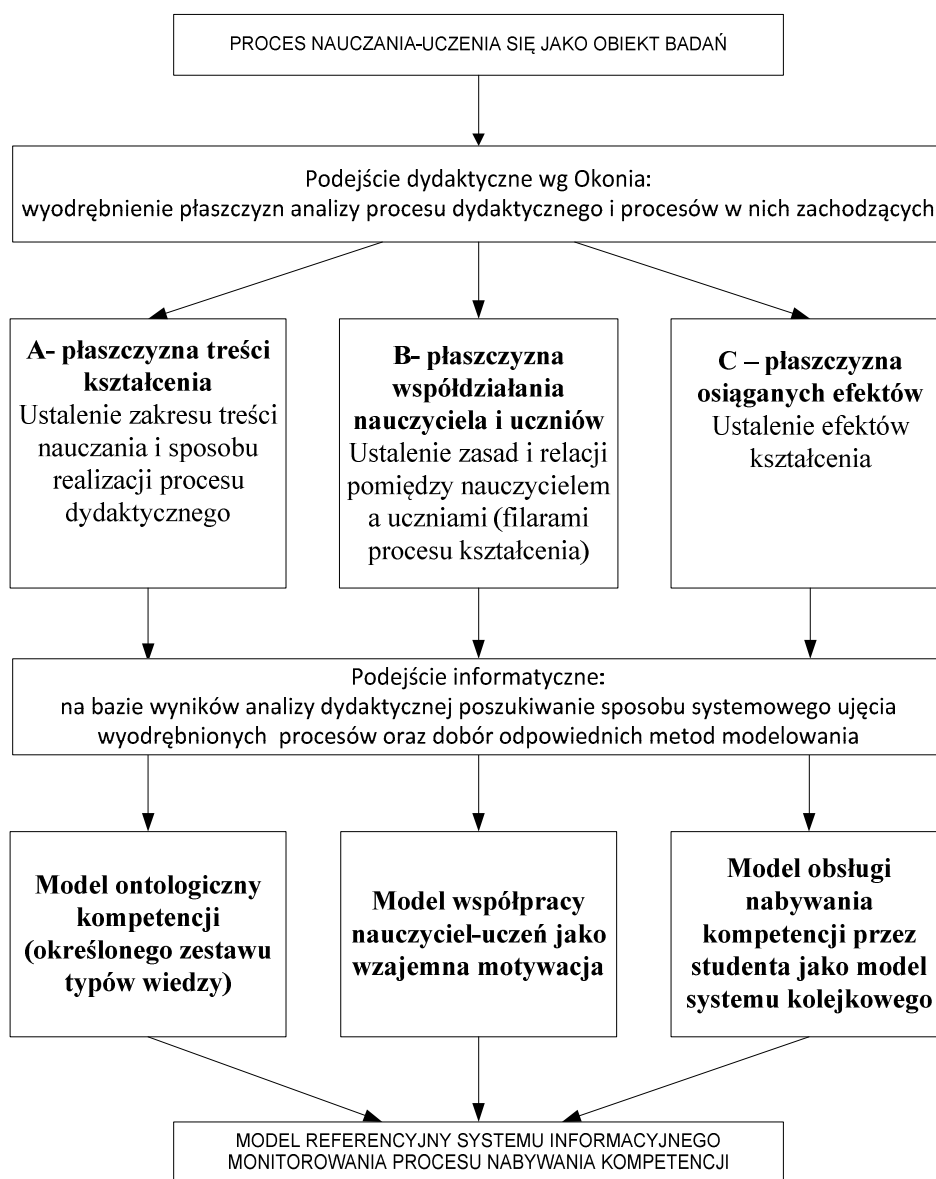 PROCES NAUCZANIA-UCZENIA SIĘ JAKO OBIEKT BADAŃ
Podejście dydaktyczne wg Okonia:
wyodrębnienie płaszczyzn analizy procesu dydaktycznego i procesów w nich zachodzących
A- płaszczyzna treści
kształcenia
Ustalenie zakresu treści
nauczania i sposobu
realizacji procesu
dydaktycznego
B- płaszczyzna
współdziałania
nauczyciela i uczniów
Ustalenie zasad i relacji
pomiędzy nauczycielem
a uczniami (filarami
procesu kształcenia)
C – płaszczyzna
osiąganych efektów
Ustalenie efektów
kształcenia
Podejście informatyczne:
na bazie wyników analizy dydaktycznej poszukiwanie sposobu systemowego ujęcia
wyodrębnionych procesów oraz dobór odpowiednich metod modelowania
Model ontologiczny
kompetencji
(określonego zestawu
typów wiedzy)
Model współpracy
nauczyciel-uczeń jako
wzajemna motywacja
Model obsługi
nabywania
kompetencji przez
studenta jako model
systemu kolejkowego
MODEL REFERENCYJNY SYSTEMU INFORMACYJNEGO
MONITOROWANIA PROCESU NABYWANIA KOMPETENCJI